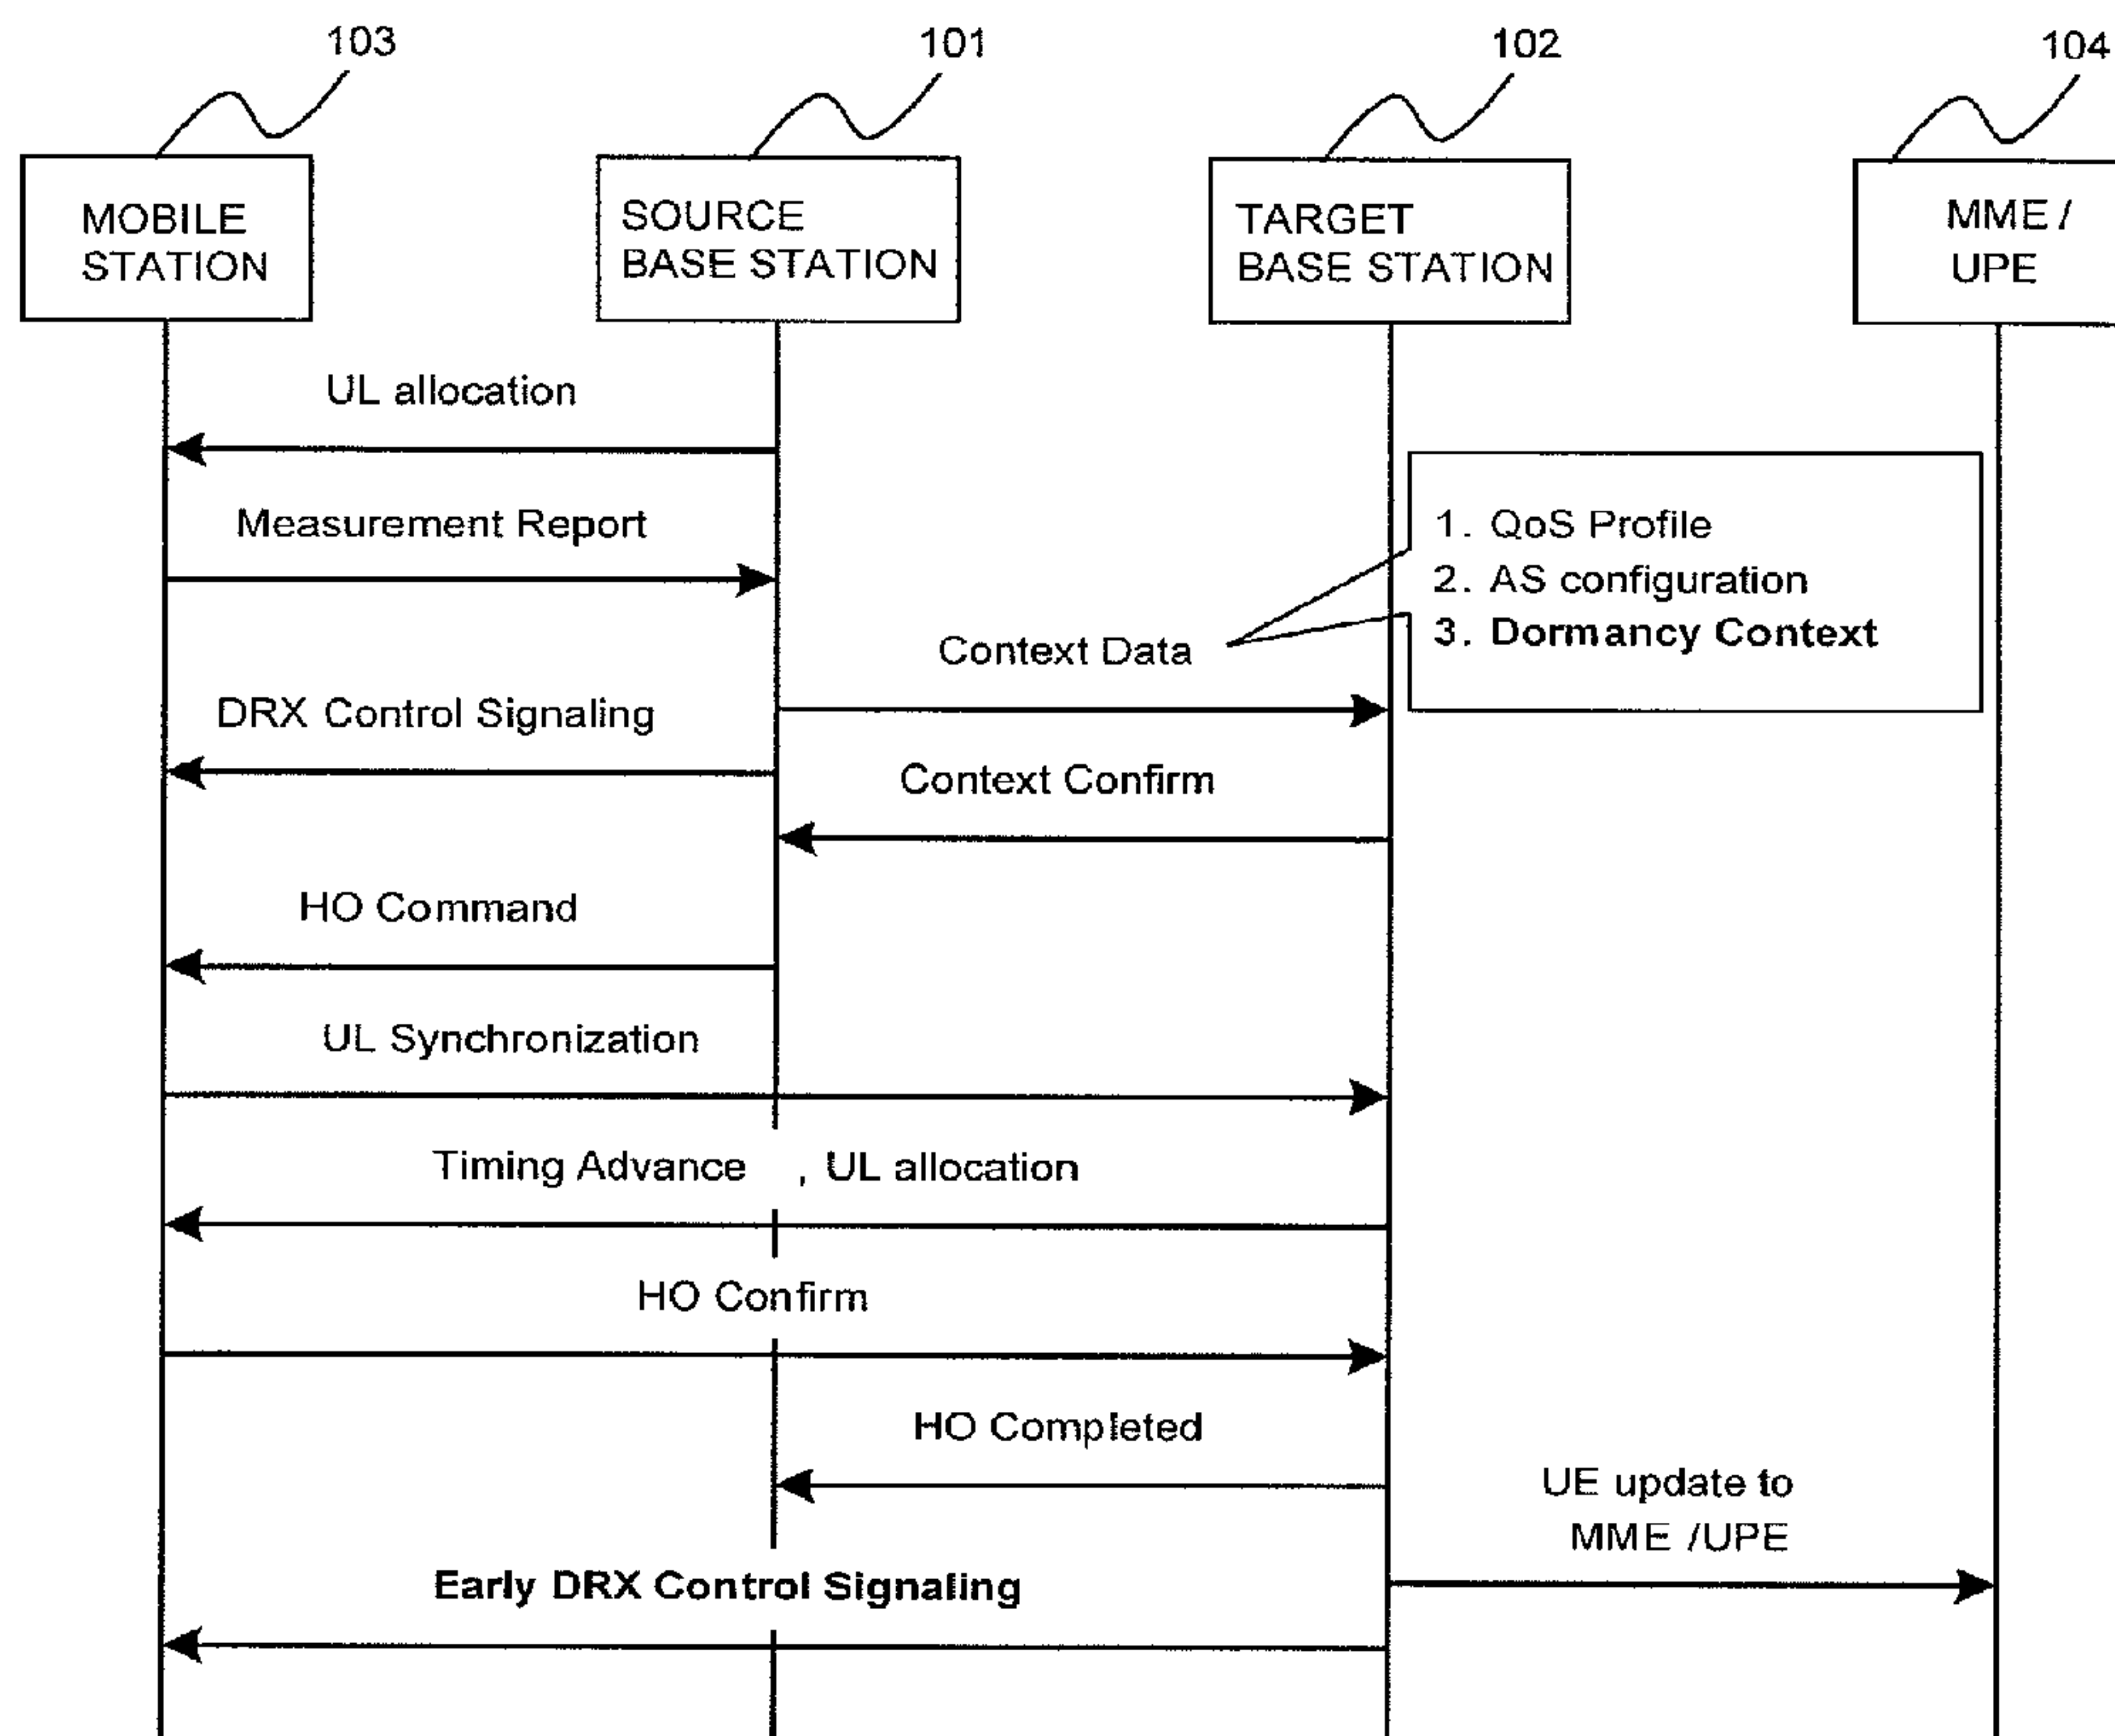 103
101
102
104
MOBILE
STATION
SOURCE
BASE STATION
TARGET
BASE STATION
MME /
UPE
UL allocation
Measurement Report
1. QoS Profile
2. AS configuration
3. Dormancy Context
Context Data
DRX Control Signaling
Context Confirm
HO Command
UL Synchronization
Timing Advance , UL allocation
HO Confirm
HO Completed
UE update to
MME /UPE
Early DRX Control Signaling